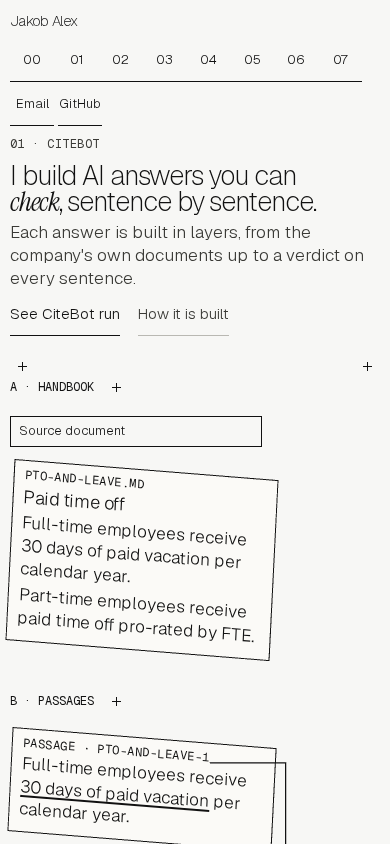 Jakob Alex
00 01 02 03 04 05 06 07
Email GitHub
01 · CITEBOT
I build AI answers you can
check, sentence by sentence.
Each answer is built in layers, from the
company's own documents up to a verdict on
every sentence.
See CiteBot run How it is built
A · HANDBOOK
Source document
PTO-AND-LEAVE.MD
Paid time off
Full-time employees receive
30 days of paid vacation per
calendar year.
Part-time employees receive
paid time off pro-rated by FTE.
B · PASSAGES
PASSAGE · PTO-AND-LEAVE-1
Full-time employees receive
30 days of paid vacation per
calendar year.